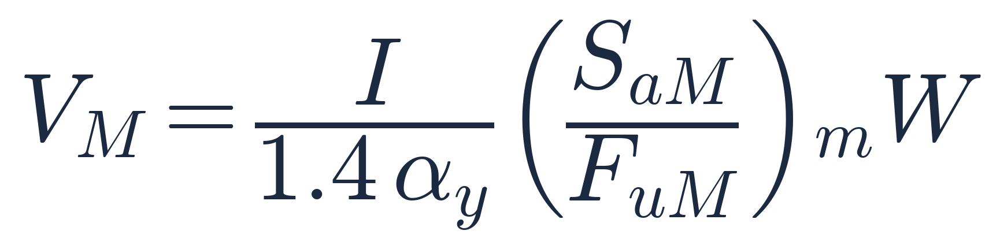 $V_M = \frac{I}{1.4\,\alpha_y} \left( \frac{S_{aM}}{F_{uM}} \right)_m W$